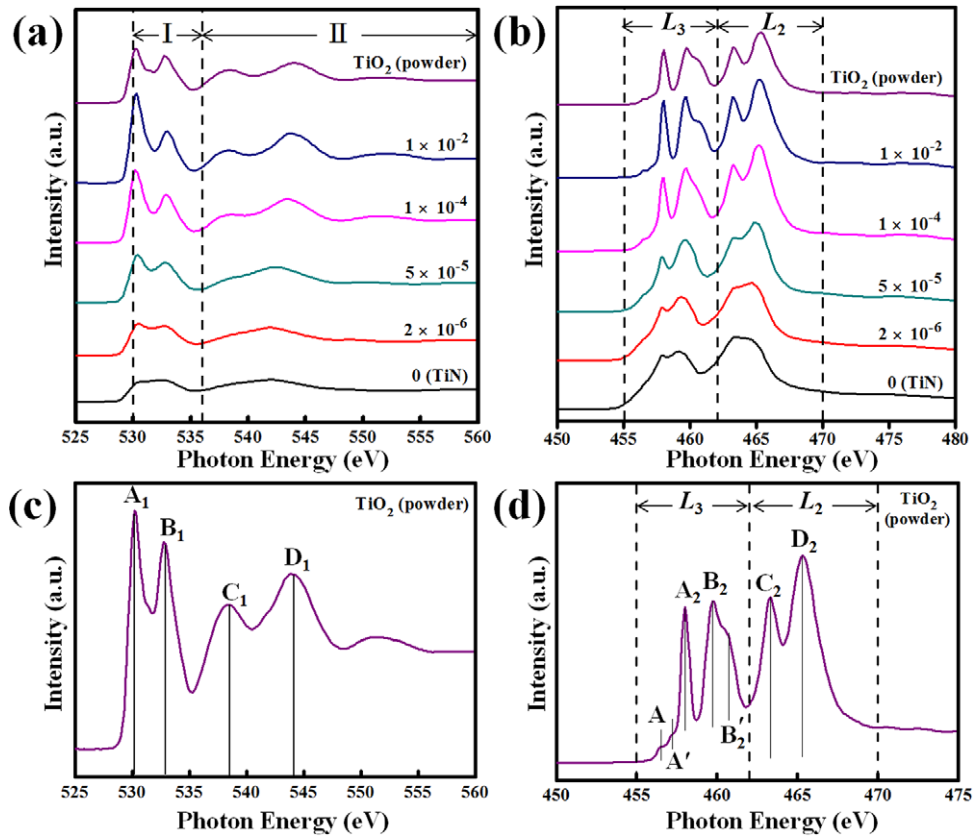 (a)
I
II
TiO₂ (powder)
1 × 10⁻²
1 × 10⁻⁴
5 × 10⁻⁵
2 × 10⁻⁶
0 (TiN)
Intensity (a.u.)
525 530 535 540 545 550 555 560
Photon Energy (eV)
(b)
L₃
L₂
TiO₂ (powder)
1 × 10⁻²
1 × 10⁻⁴
5 × 10⁻⁵
2 × 10⁻⁶
0 (TiN)
Intensity (a.u.)
450 455 460 465 470 475 480
Photon Energy (eV)
(c)
TiO₂ (powder)
A₁
B₁
C₁
D₁
Intensity (a.u.)
525 530 535 540 545 550 555 560
Photon Energy (eV)
(d)
L₃
L₂
TiO₂
(powder)
A
A′
A₂
B₂
B₂′
C₂
D₂
Intensity (a.u.)
450 455 460 465 470 475
Photon Energy (eV)